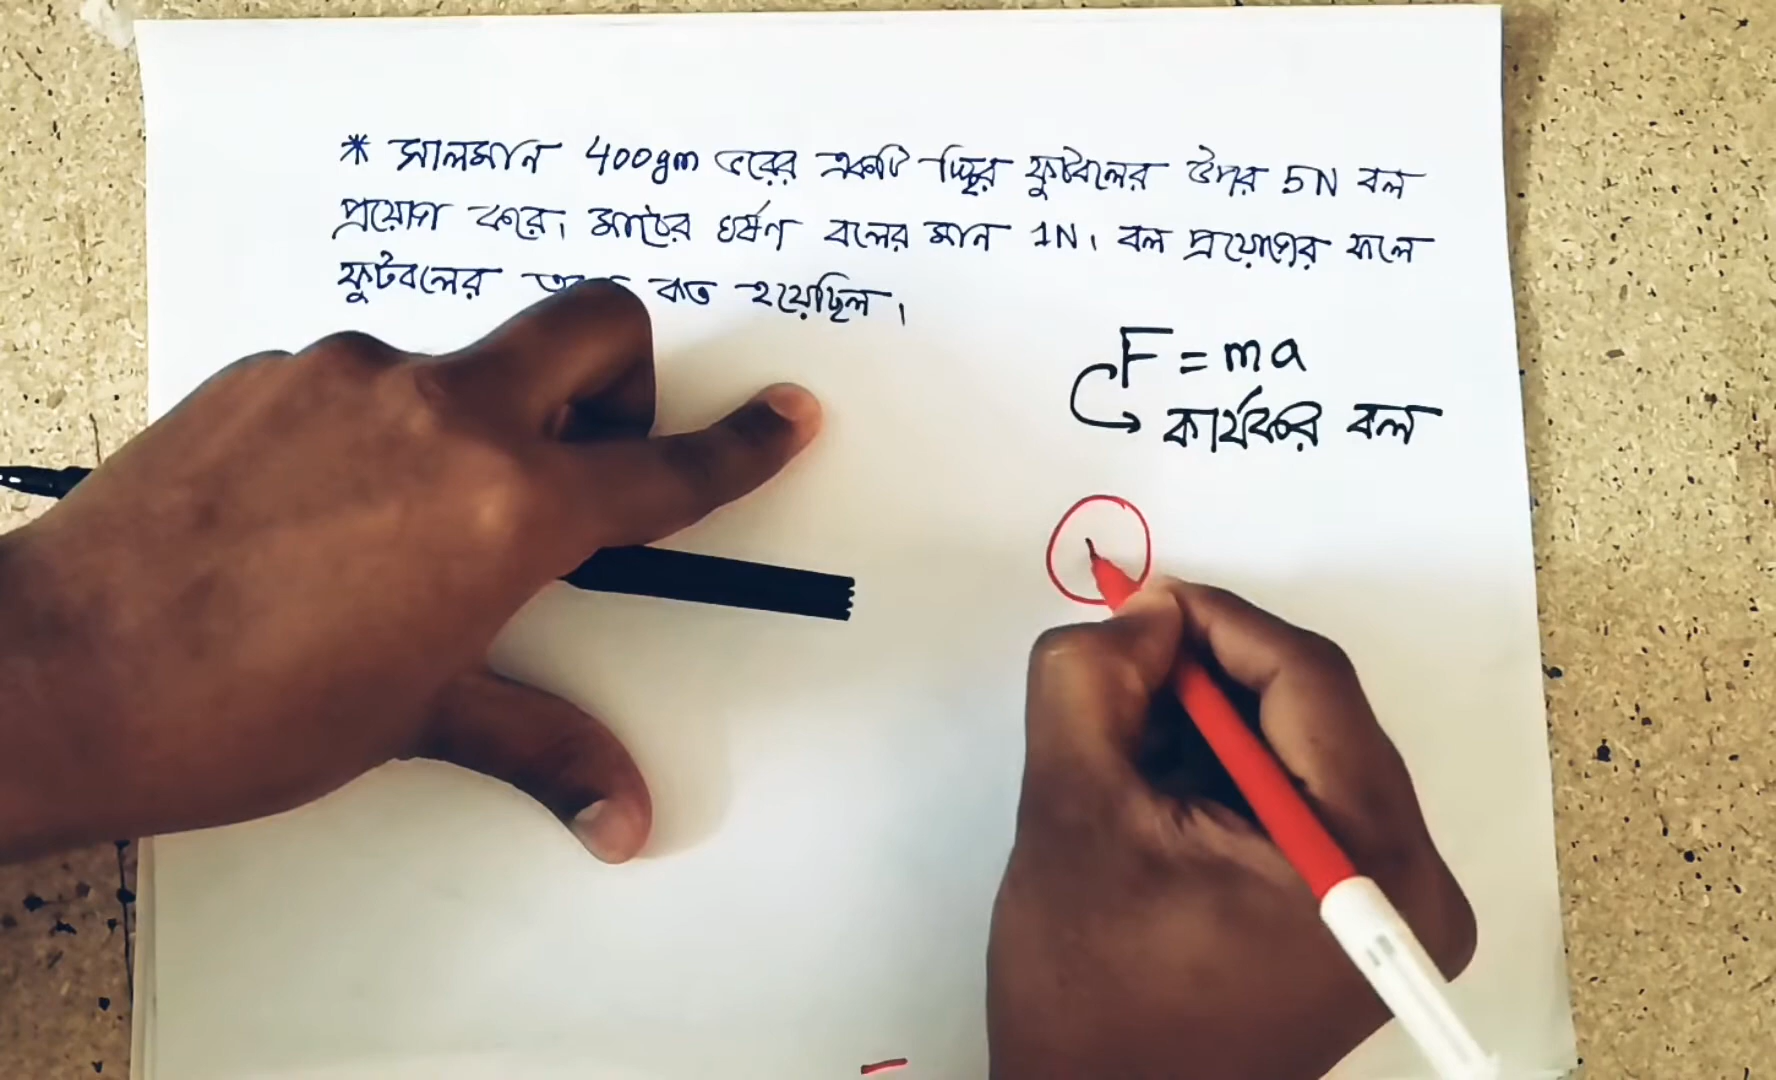 * সালমান 400gm ভরের একটি স্থির ফুটবলের উপর 5N বল
প্রয়োগ করে। মাঠের ঘর্ষণ বলের মান 1N। বল প্রয়োগের ফলে
ফুটবলের কত হয়েছিল।
F = ma
কার্যকর বল